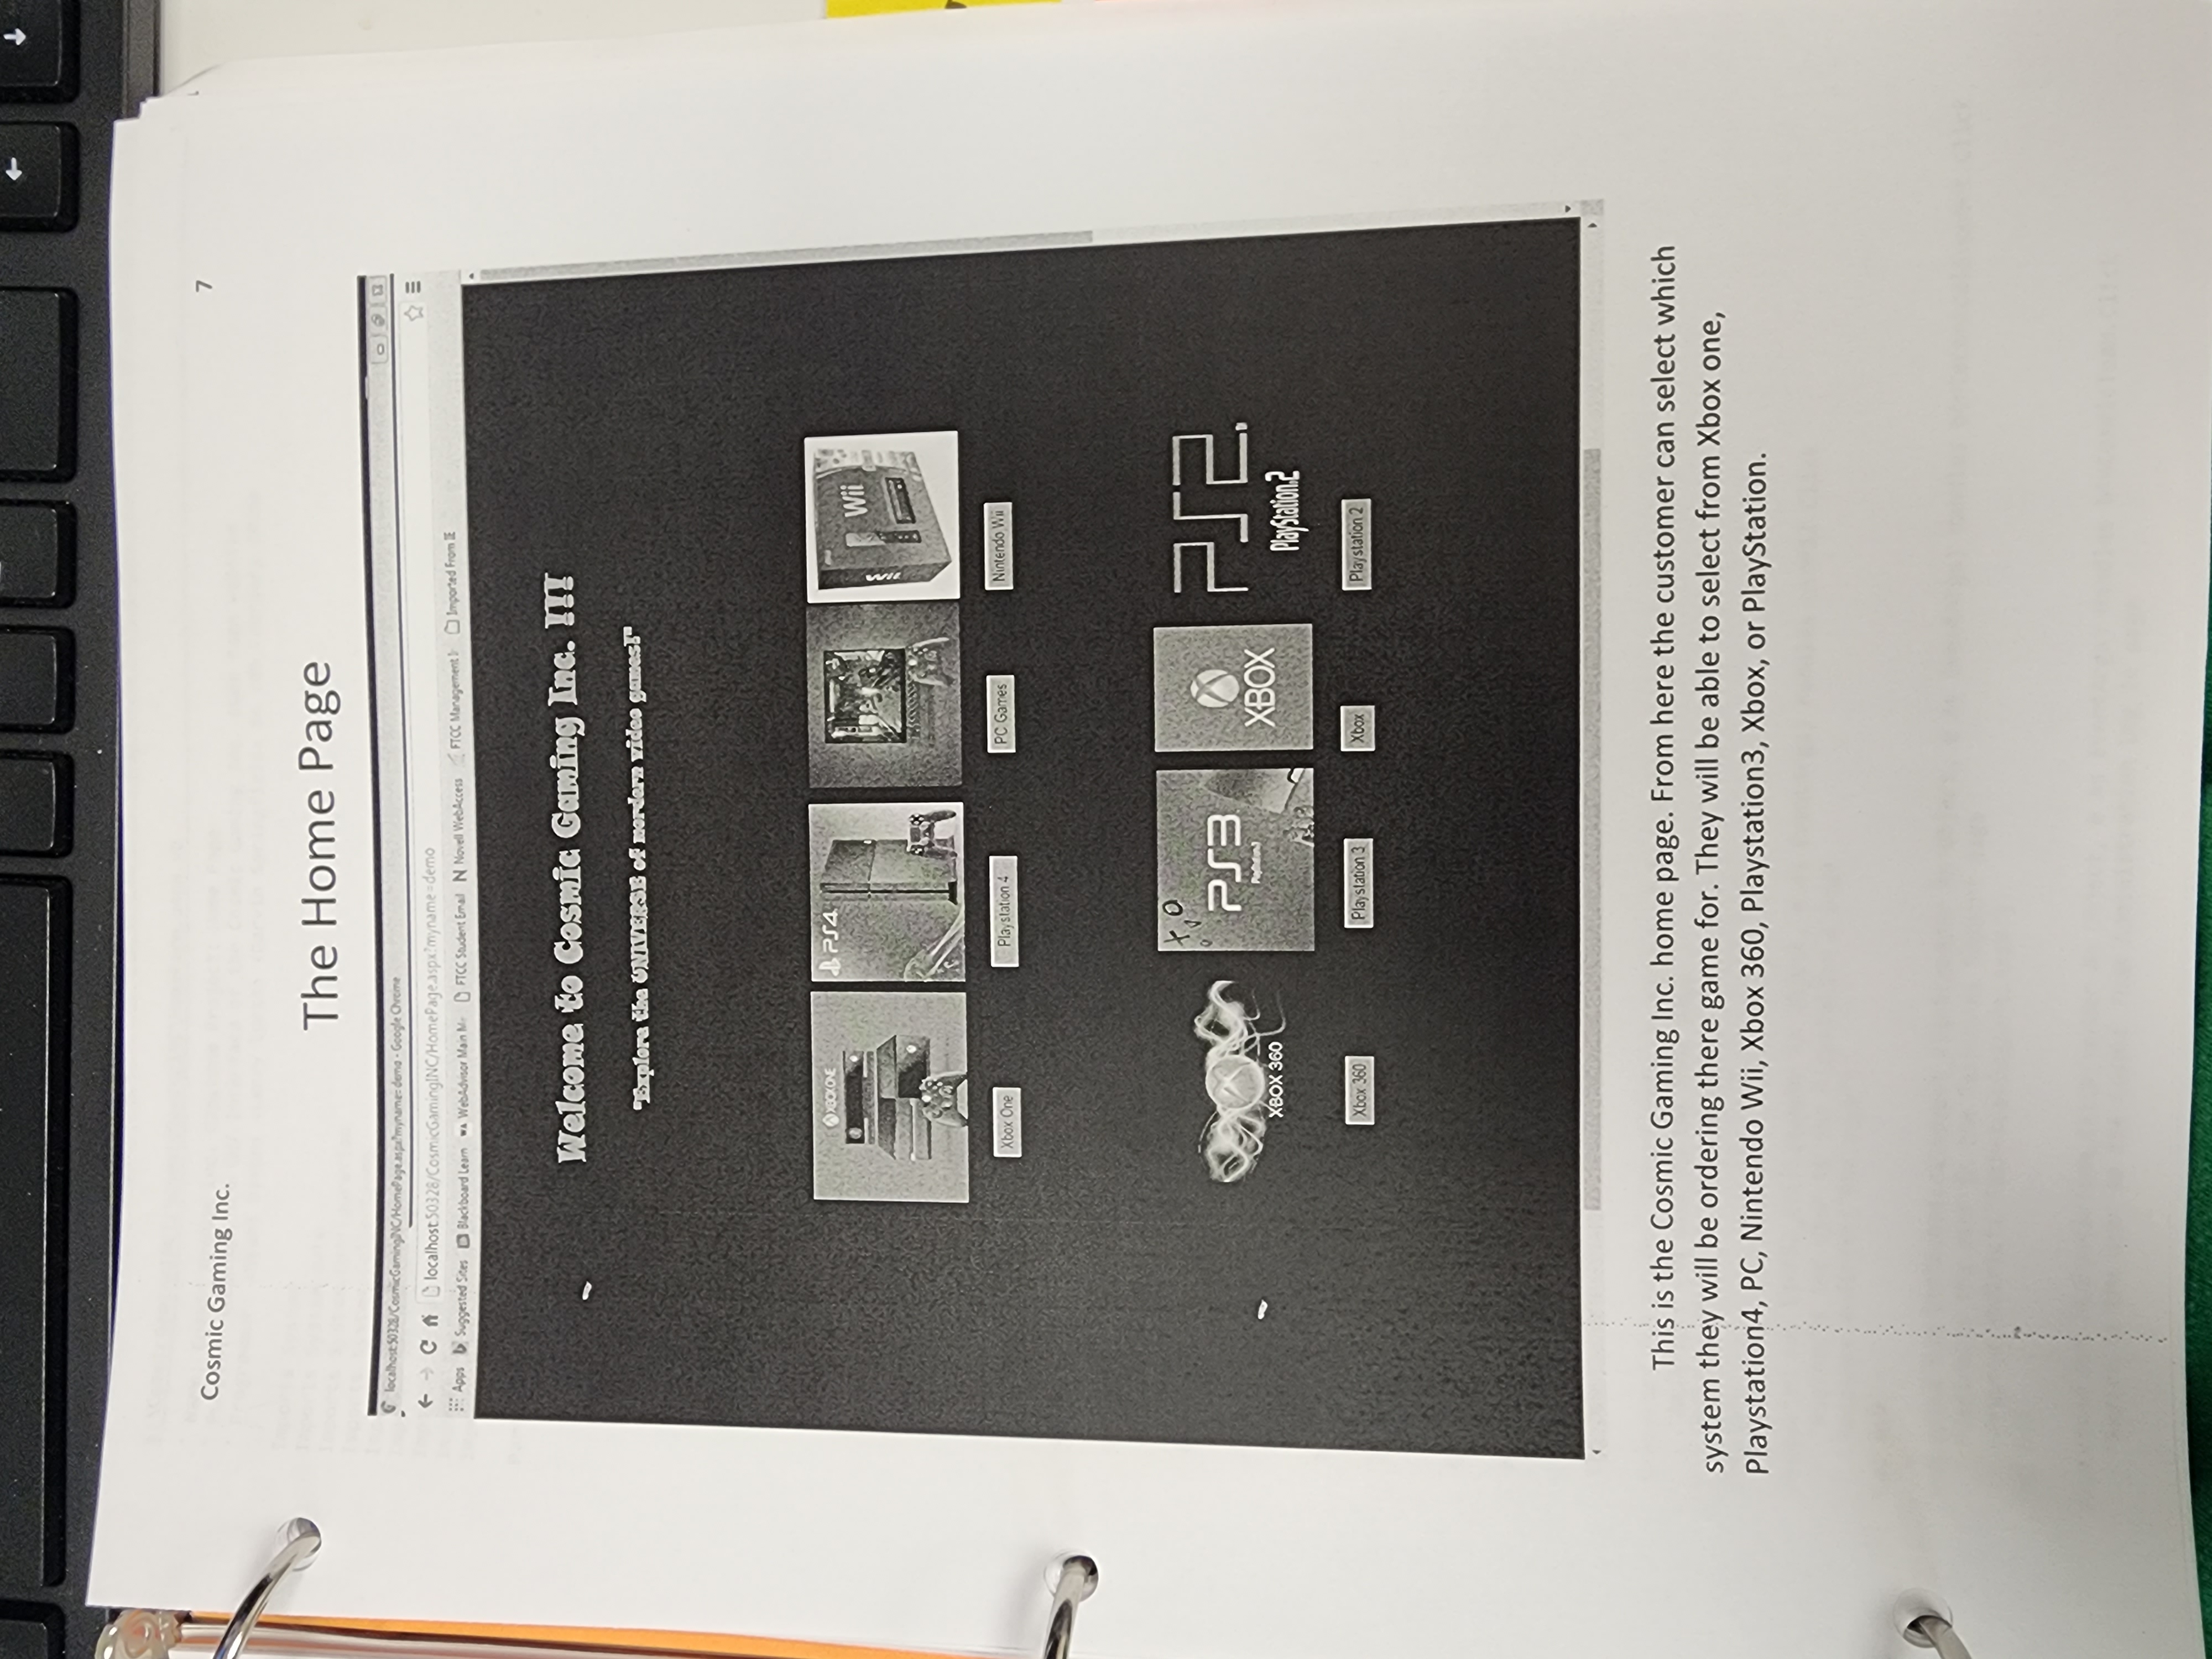 Cosmic Gaming Inc.
7
The Home Page
localhost:50328/CosmicGamingINC/HomePage.aspx?myname=demo - Google Chrome
localhost:50328/CosmicGamingINC/HomePage.aspx?myname=demo
Apps Suggested Sites Blackboard Learn WA WebAdvisor Main M FTCC Student Email N Novell WebAccess FTCC Management I Imported From IE
Welcome to Cosmic Gaming Inc. !!!
"Explore the UNIVERSE of mordern video games!"
XBOX ONE
PS4
Wii
Wii
Xbox One
Playstation 4
PC Games
Nintendo Wii
XBOX 360
PS3
PlayStation3
XBOX
PS2
PlayStation.2
Xbox 360
Playstation 3
Xbox
Playstation 2
This is the Cosmic Gaming Inc. home page. From here the customer can select which
system they will be ordering there game for. They will be able to select from Xbox one,
Playstation4, PC, Nintendo Wii, Xbox 360, Playstation3, Xbox, or PlayStation.